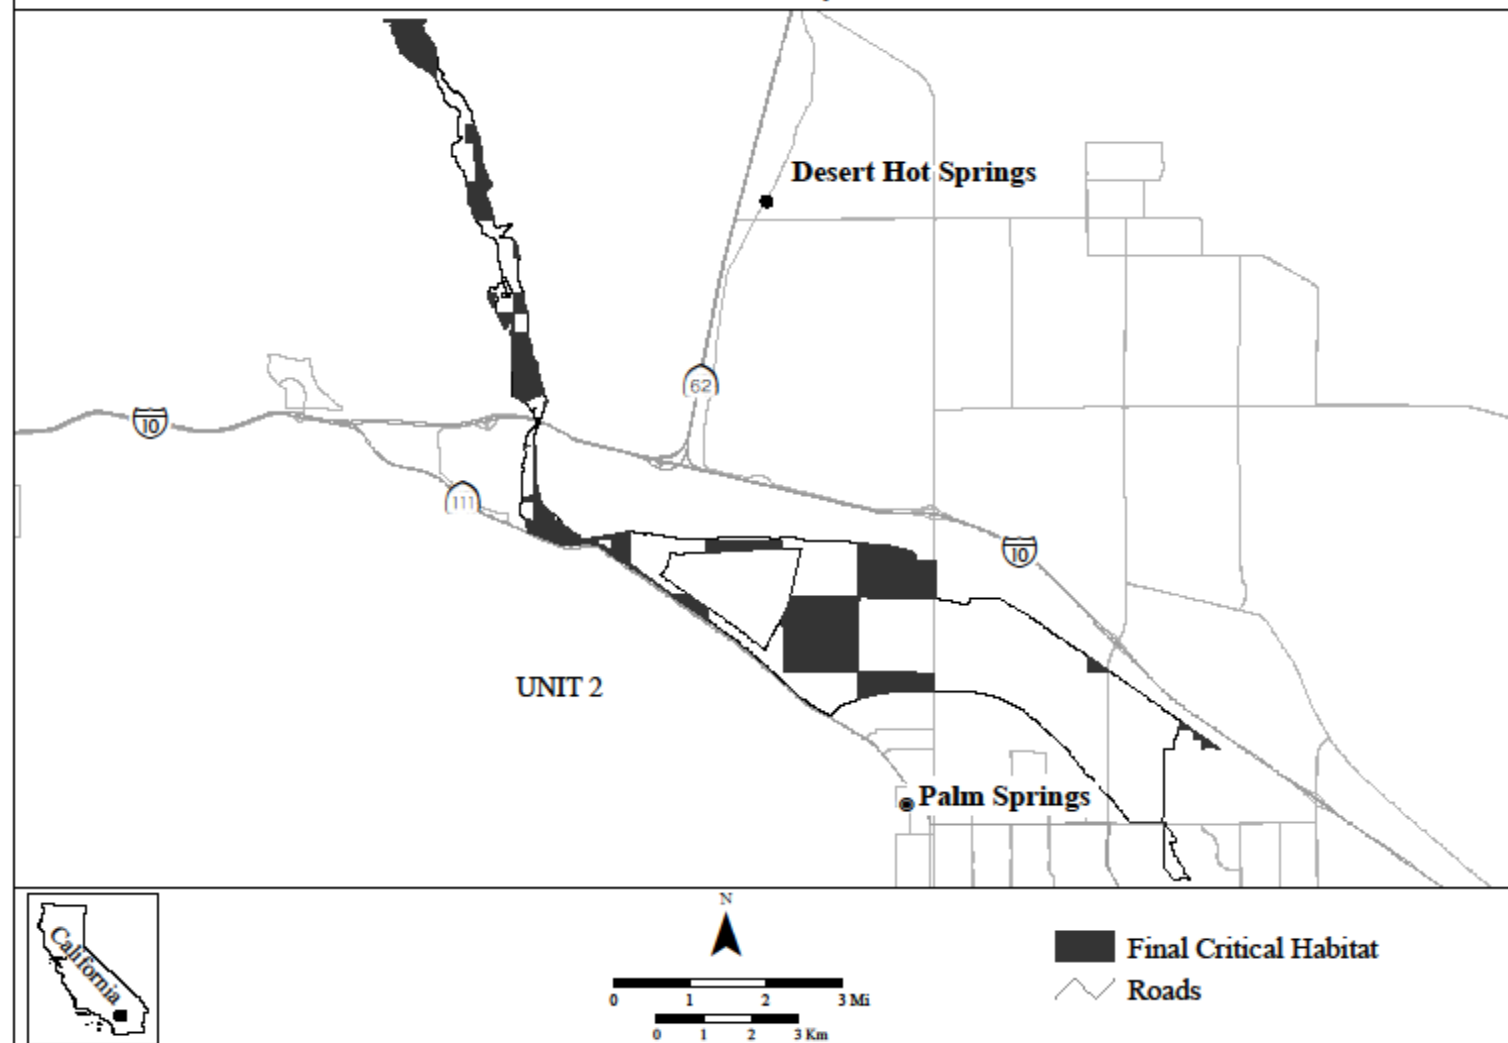 Desert Hot Springs
62
10
111
10
UNIT 2
Palm Springs
California
N
0 1 2 3 Mi
0 1 2 3 Km
Final Critical Habitat
Roads